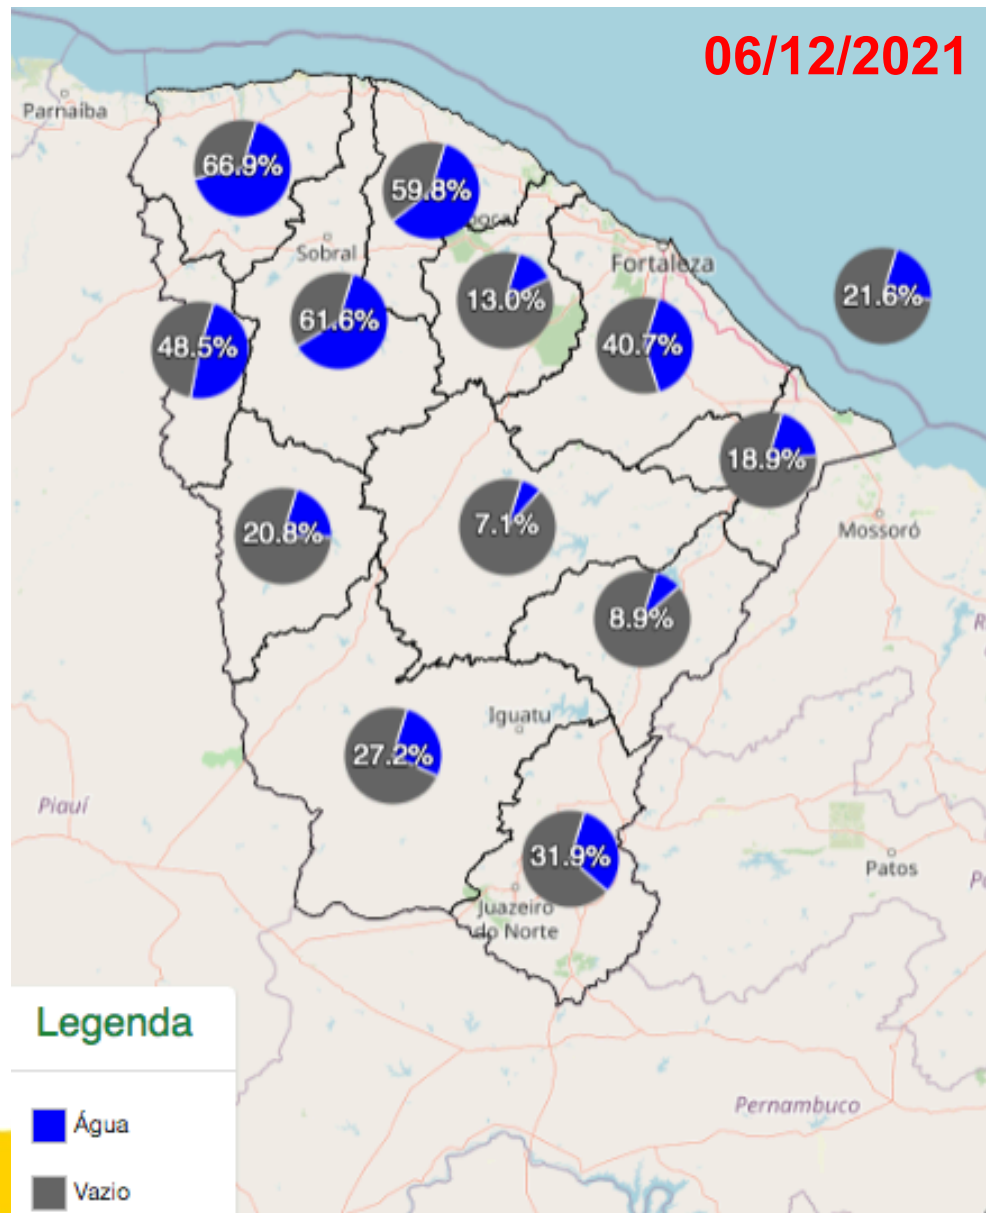 06/12/2021
Parnaíba
66.9%
59.8%
Sobral
Fortaleza
13.0%
21.6%
61.6%
48.5%
40.7%
18.9%
7.1%
20.8%
Mossoró
8.9%
Iguatu
27.2%
Piauí
31.9%
Patos
Juazeiro
do Norte
Legenda
Pernambuco
Água
Vazio